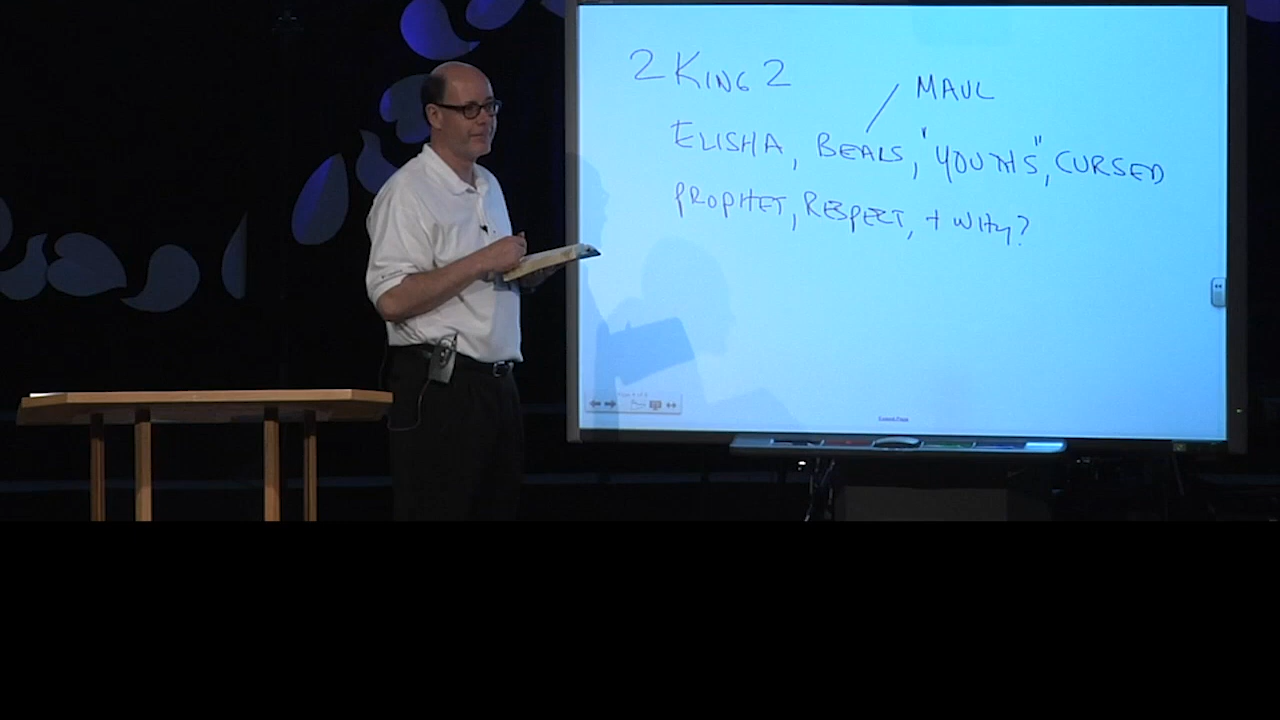 2 KING 2
MAUL
ELISHA, BEARS, "YOUTHS", CURSED
PROPHET, RESPECT, + WHY?